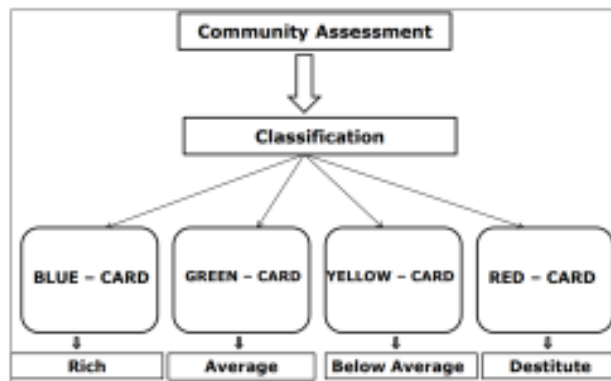 Community Assessment
Classification
BLUE – CARD
GREEN – CARD
YELLOW – CARD
RED – CARD
Rich
Average
Below Average
Destitute